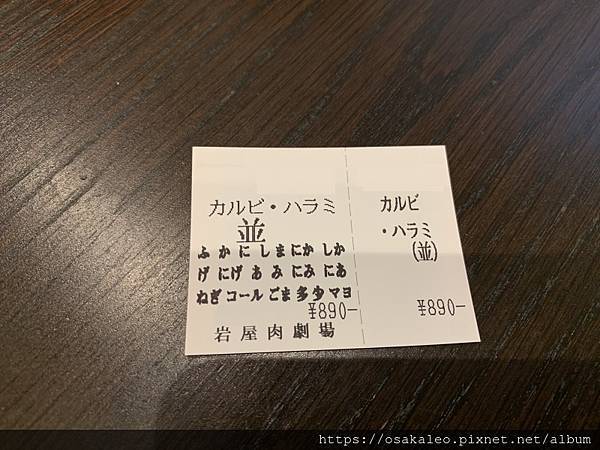 カルビ・ハラミ
並
ふ か に し ま にか しか
げ にげ あ み にみ にあ
ねぎ コール ごま 多少 マヨ
¥890-
岩屋肉劇場
カルビ
・ハラミ
(並)
¥890-
https://osakaleo.pixnet.net/album